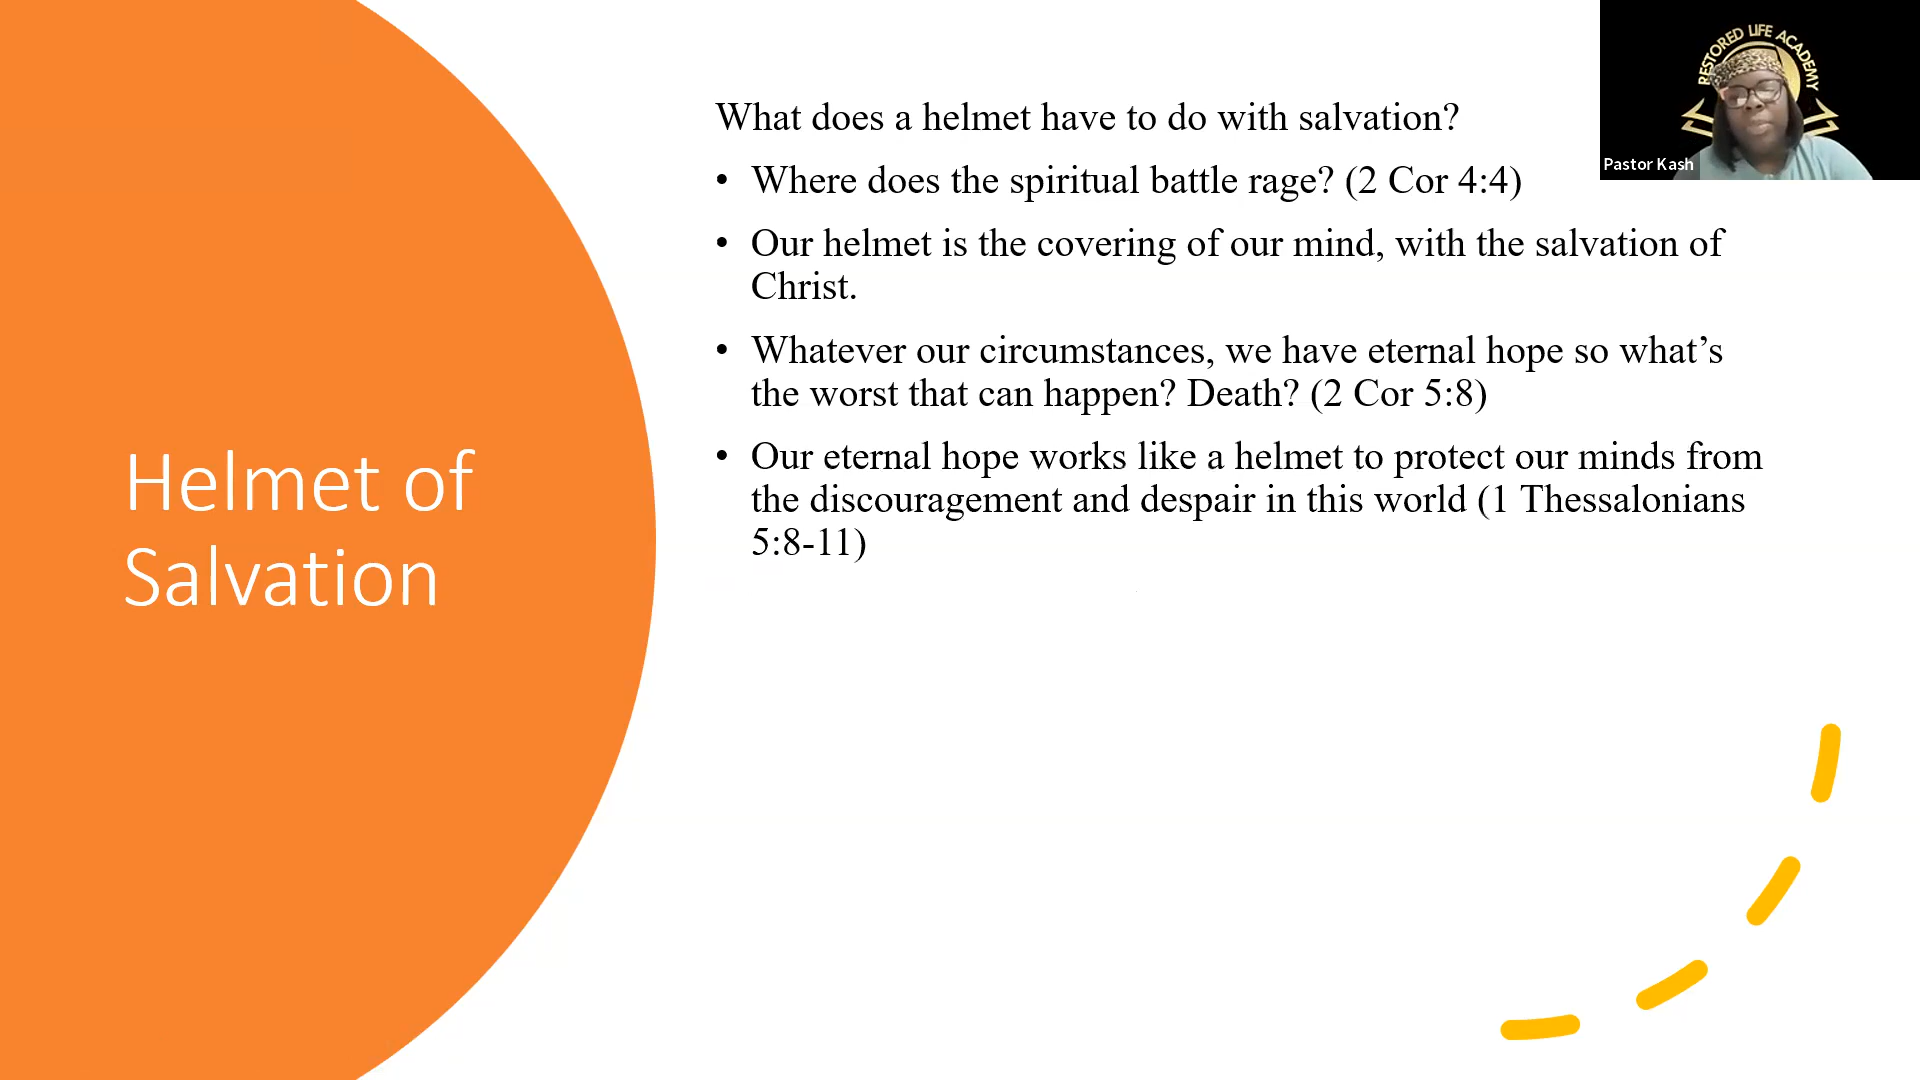 RESTORED LIFE ACADEMY
Pastor Kash
What does a helmet have to do with salvation?
• Where does the spiritual battle rage? (2 Cor 4:4)
• Our helmet is the covering of our mind, with the salvation of
Christ.
• Whatever our circumstances, we have eternal hope so what’s
the worst that can happen? Death? (2 Cor 5:8)
• Our eternal hope works like a helmet to protect our minds from
the discouragement and despair in this world (1 Thessalonians
5:8-11)
Helmet of
Salvation